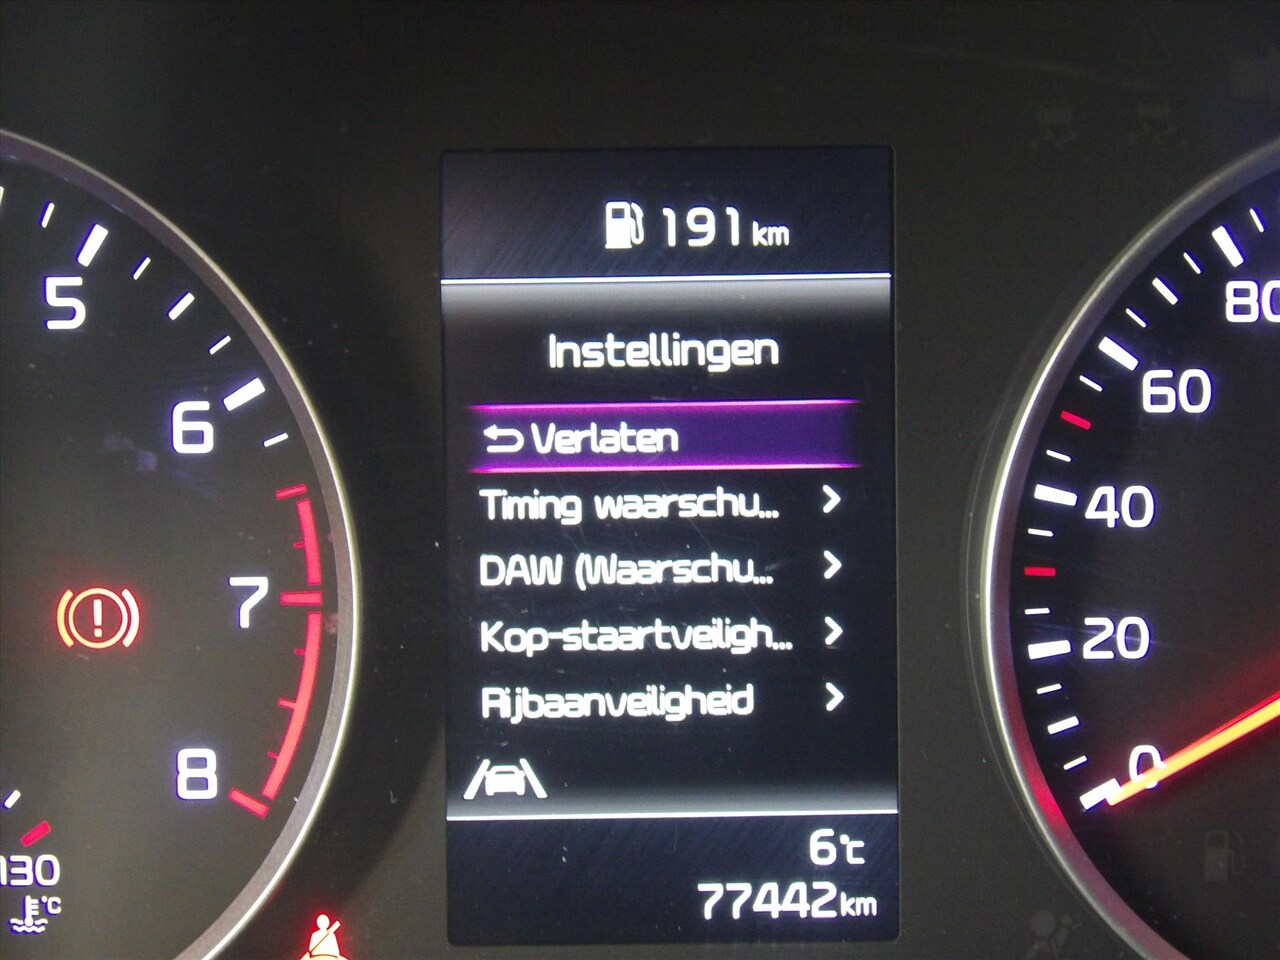 191 km
Instellingen
Verlaten
Timing waarschu...
DAW (Waarschu...
Kop-staartveiligh...
Rijbaanveiligheid
6°C
77442 km
5
6
7
8
130
°C
80
60
40
20
0